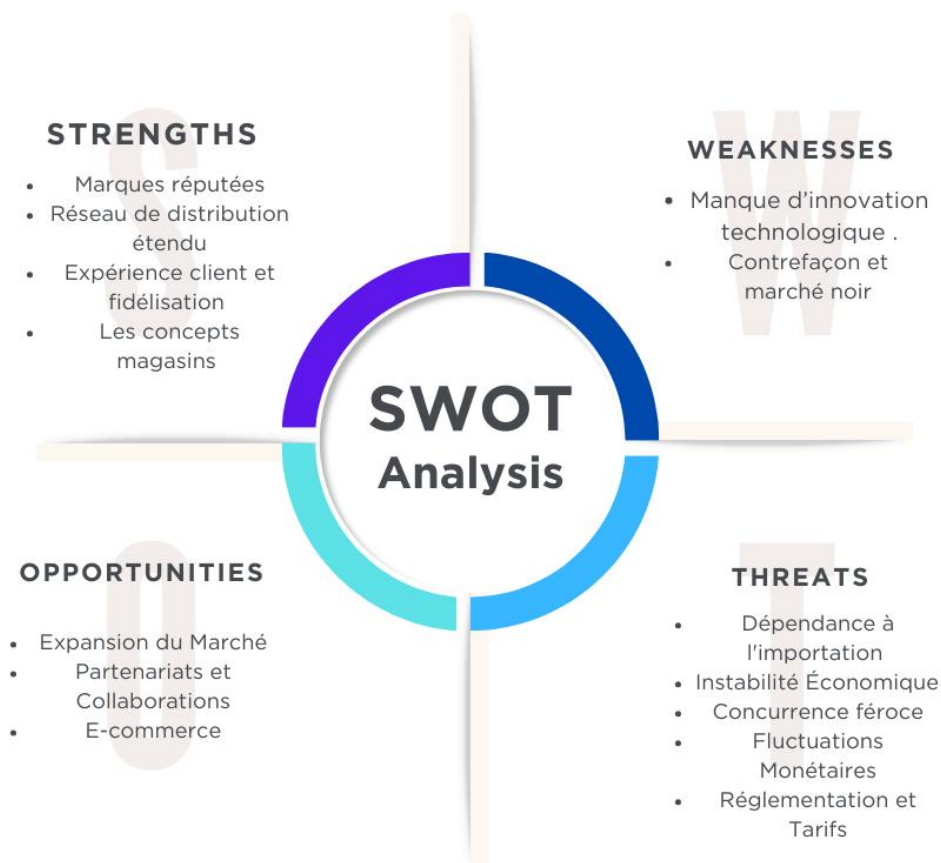 STRENGTHS
• Marques réputées
• Réseau de distribution
étendu
• Expérience client et
fidélisation
• Les concepts
magasins
WEAKNESSES
• Manque d'innovation
technologique .
• Contrefaçon et
marché noir
SWOT
Analysis
OPPORTUNITIES
• Expansion du Marché
• Partenariats et
Collaborations
• E-commerce
THREATS
• Dépendance à
l'importation
• Instabilité Économique
• Concurrence féroce
• Fluctuations
Monétaires
• Réglementation et
Tarifs
S
W
O
T